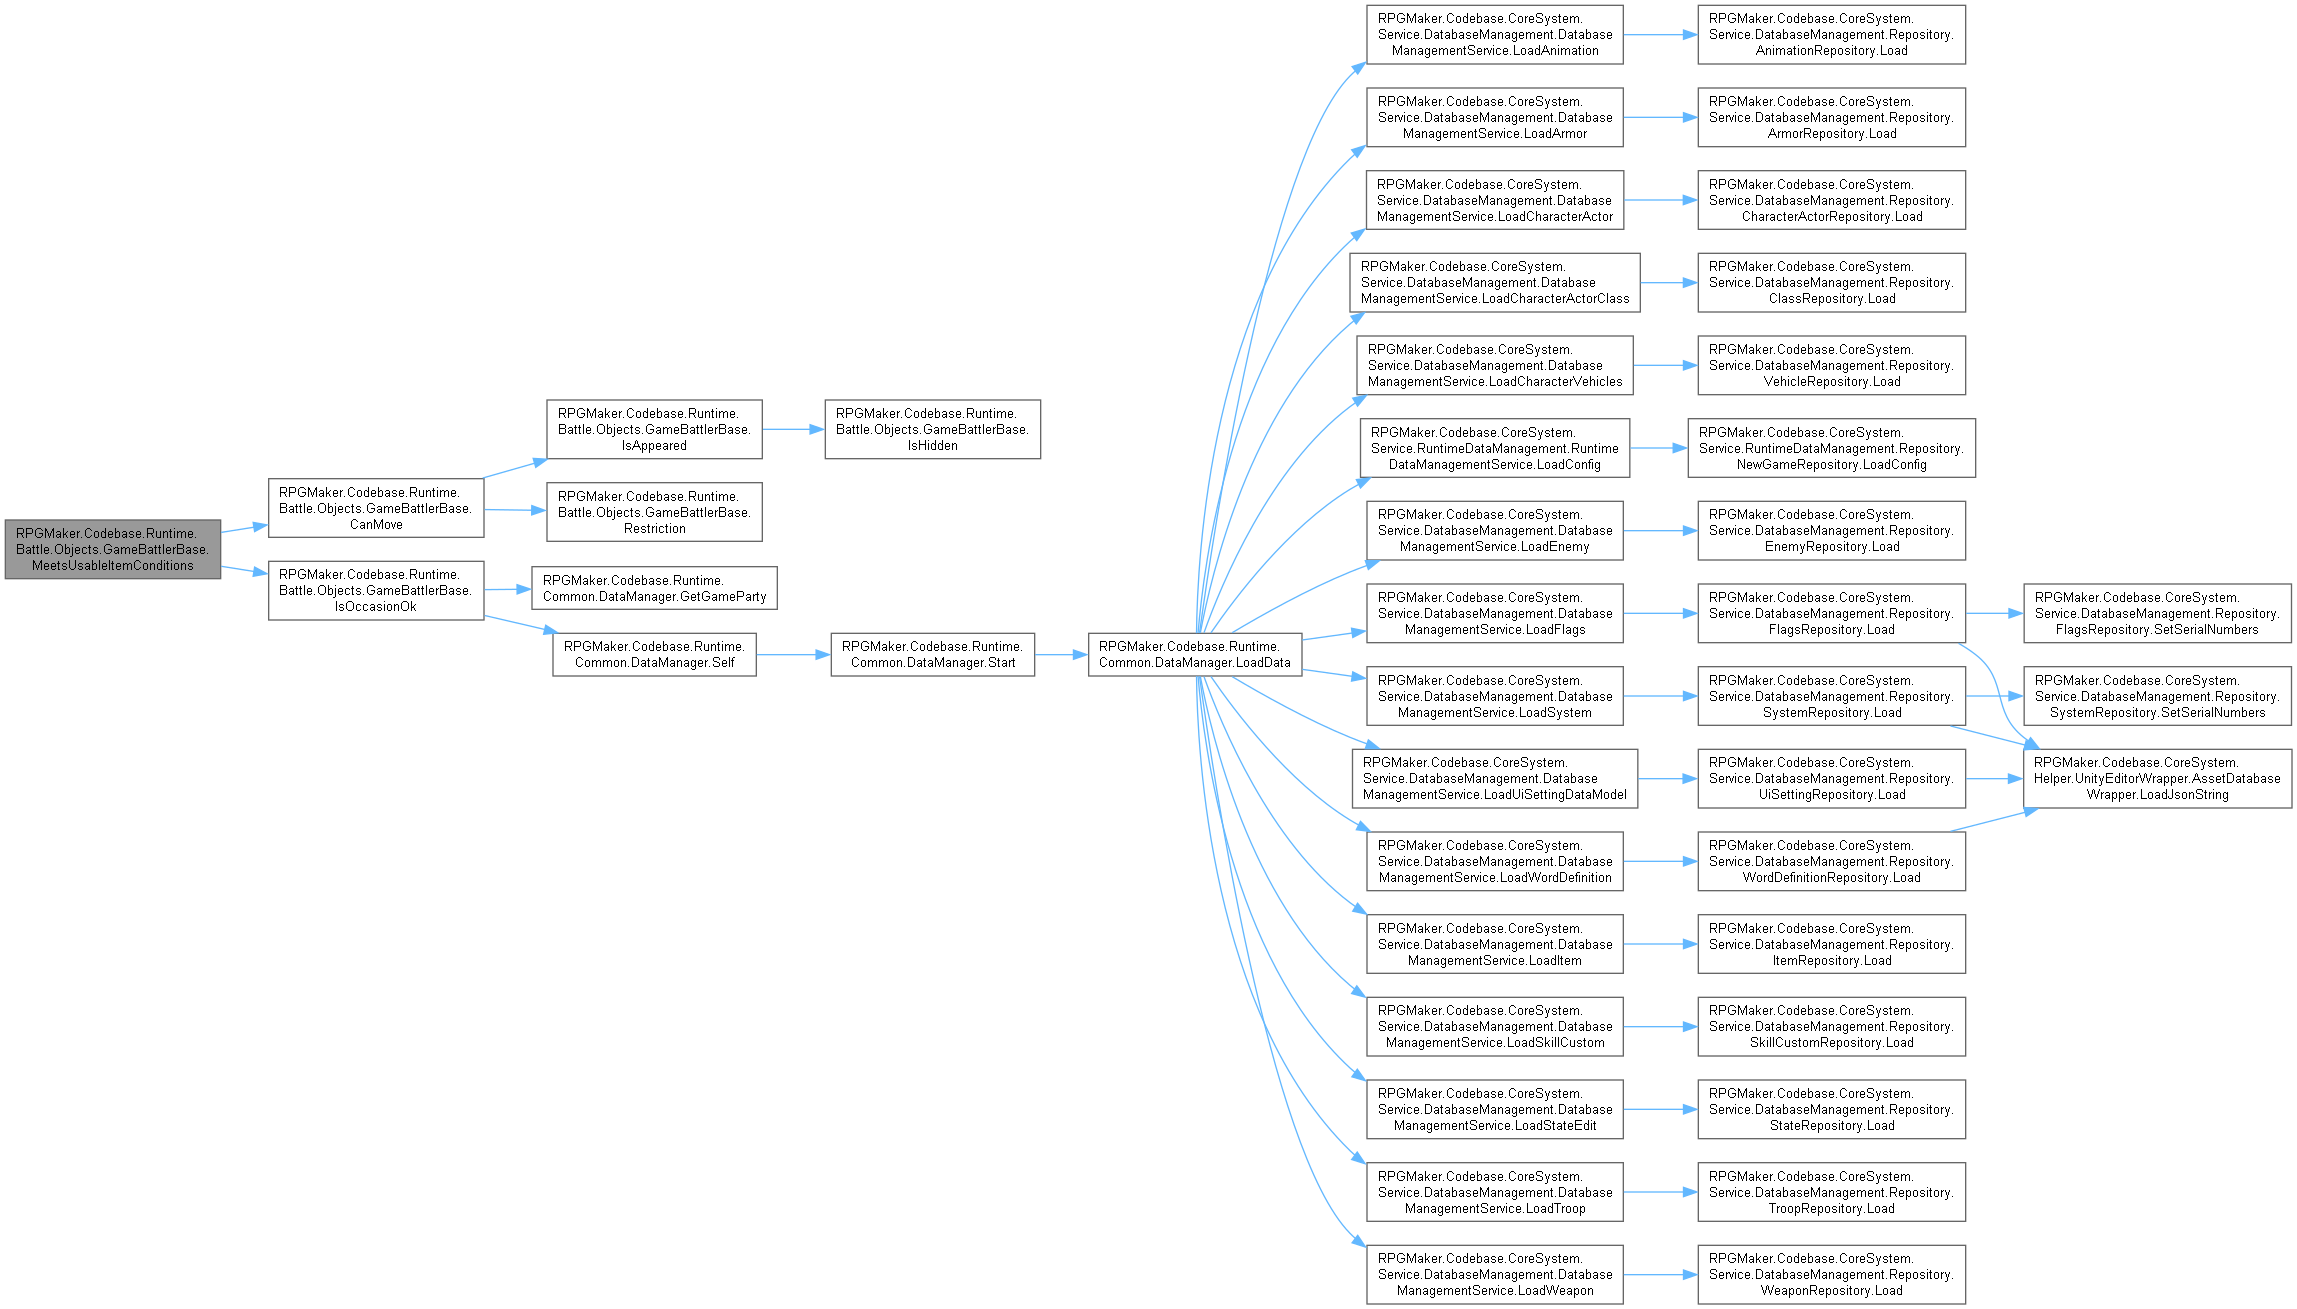 RPGMaker.Codebase.Runtime.
Battle.Objects.GameBattlerBase.
MeetsUsableItemConditions
RPGMaker.Codebase.Runtime.
Battle.Objects.GameBattlerBase.
CanMove
RPGMaker.Codebase.Runtime.
Battle.Objects.GameBattlerBase.
IsOccasionOk
RPGMaker.Codebase.Runtime.
Battle.Objects.GameBattlerBase.
IsAppeared
RPGMaker.Codebase.Runtime.
Battle.Objects.GameBattlerBase.
Restriction
RPGMaker.Codebase.Runtime.
Common.DataManager.GetGameParty
RPGMaker.Codebase.Runtime.
Common.DataManager.Self
RPGMaker.Codebase.Runtime.
Battle.Objects.GameBattlerBase.
IsHidden
RPGMaker.Codebase.Runtime.
Common.DataManager.Start
RPGMaker.Codebase.Runtime.
Common.DataManager.LoadData
RPGMaker.Codebase.CoreSystem.
Service.DatabaseManagement.Database
ManagementService.LoadAnimation
RPGMaker.Codebase.CoreSystem.
Service.DatabaseManagement.Database
ManagementService.LoadArmor
RPGMaker.Codebase.CoreSystem.
Service.DatabaseManagement.Database
ManagementService.LoadCharacterActor
RPGMaker.Codebase.CoreSystem.
Service.DatabaseManagement.Database
ManagementService.LoadCharacterActorClass
RPGMaker.Codebase.CoreSystem.
Service.DatabaseManagement.Database
ManagementService.LoadCharacterVehicles
RPGMaker.Codebase.CoreSystem.
Service.RuntimeDataManagement.Runtime
DataManagementService.LoadConfig
RPGMaker.Codebase.CoreSystem.
Service.DatabaseManagement.Database
ManagementService.LoadEnemy
RPGMaker.Codebase.CoreSystem.
Service.DatabaseManagement.Database
ManagementService.LoadFlags
RPGMaker.Codebase.CoreSystem.
Service.DatabaseManagement.Database
ManagementService.LoadSystem
RPGMaker.Codebase.CoreSystem.
Service.DatabaseManagement.Database
ManagementService.LoadUiSettingDataModel
RPGMaker.Codebase.CoreSystem.
Service.DatabaseManagement.Database
ManagementService.LoadWordDefinition
RPGMaker.Codebase.CoreSystem.
Service.DatabaseManagement.Database
ManagementService.LoadItem
RPGMaker.Codebase.CoreSystem.
Service.DatabaseManagement.Database
ManagementService.LoadSkillCustom
RPGMaker.Codebase.CoreSystem.
Service.DatabaseManagement.Database
ManagementService.LoadStateEdit
RPGMaker.Codebase.CoreSystem.
Service.DatabaseManagement.Database
ManagementService.LoadTroop
RPGMaker.Codebase.CoreSystem.
Service.DatabaseManagement.Database
ManagementService.LoadWeapon
RPGMaker.Codebase.CoreSystem.
Service.DatabaseManagement.Repository.
AnimationRepository.Load
RPGMaker.Codebase.CoreSystem.
Service.DatabaseManagement.Repository.
ArmorRepository.Load
RPGMaker.Codebase.CoreSystem.
Service.DatabaseManagement.Repository.
CharacterActorRepository.Load
RPGMaker.Codebase.CoreSystem.
Service.DatabaseManagement.Repository.
ClassRepository.Load
RPGMaker.Codebase.CoreSystem.
Service.DatabaseManagement.Repository.
VehicleRepository.Load
RPGMaker.Codebase.CoreSystem.
Service.RuntimeDataManagement.Repository.
NewGameRepository.LoadConfig
RPGMaker.Codebase.CoreSystem.
Service.DatabaseManagement.Repository.
EnemyRepository.Load
RPGMaker.Codebase.CoreSystem.
Service.DatabaseManagement.Repository.
FlagsRepository.Load
RPGMaker.Codebase.CoreSystem.
Service.DatabaseManagement.Repository.
SystemRepository.Load
RPGMaker.Codebase.CoreSystem.
Service.DatabaseManagement.Repository.
UiSettingRepository.Load
RPGMaker.Codebase.CoreSystem.
Service.DatabaseManagement.Repository.
WordDefinitionRepository.Load
RPGMaker.Codebase.CoreSystem.
Service.DatabaseManagement.Repository.
ItemRepository.Load
RPGMaker.Codebase.CoreSystem.
Service.DatabaseManagement.Repository.
SkillCustomRepository.Load
RPGMaker.Codebase.CoreSystem.
Service.DatabaseManagement.Repository.
StateRepository.Load
RPGMaker.Codebase.CoreSystem.
Service.DatabaseManagement.Repository.
TroopRepository.Load
RPGMaker.Codebase.CoreSystem.
Service.DatabaseManagement.Repository.
WeaponRepository.Load
RPGMaker.Codebase.CoreSystem.
Service.DatabaseManagement.Repository.
FlagsRepository.SetSerialNumbers
RPGMaker.Codebase.CoreSystem.
Service.DatabaseManagement.Repository.
SystemRepository.SetSerialNumbers
RPGMaker.Codebase.CoreSystem.
Helper.UnityEditorWrapper.AssetDatabase
Wrapper.LoadJsonString